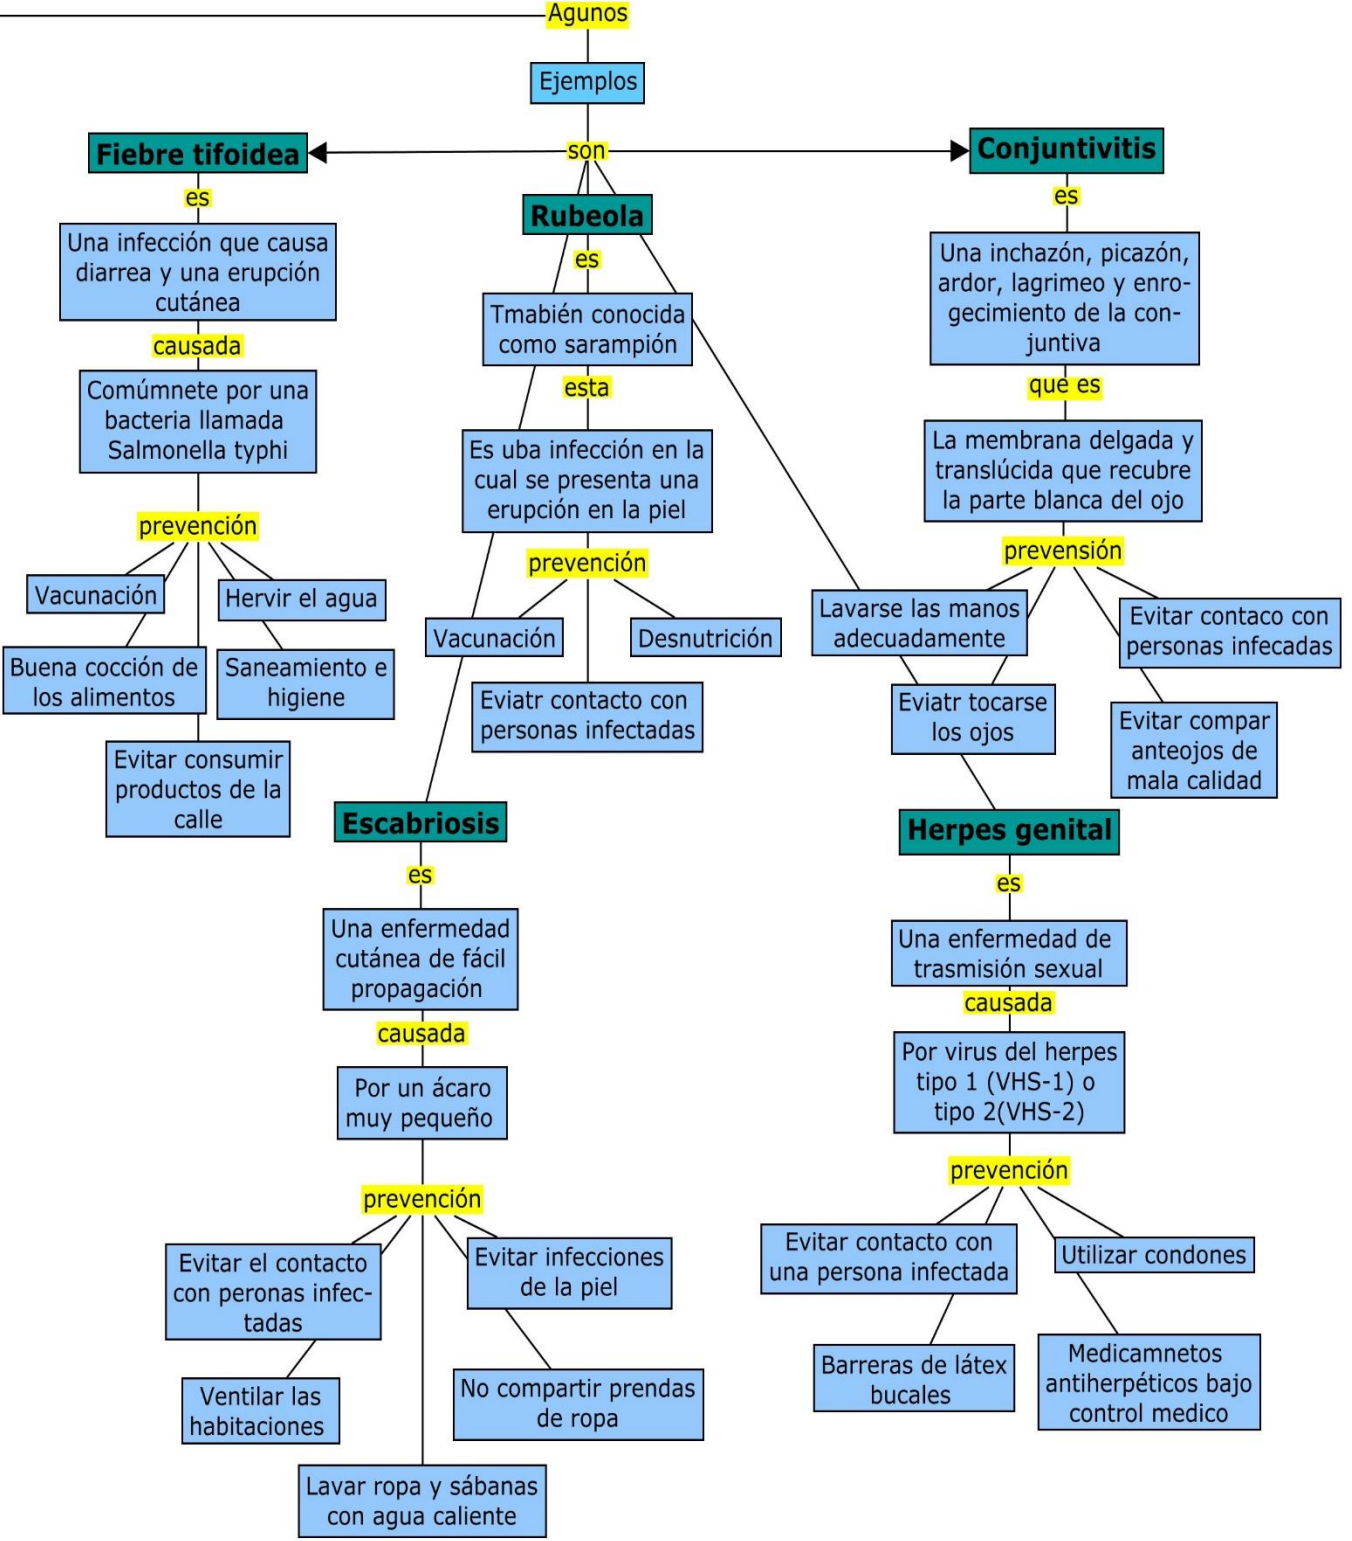 Agunos
Ejemplos
son
Fiebre tifoidea
es
Una infección que causa
diarrea y una erupción
cutánea
causada
Comúmnete por una
bacteria llamada
Salmonella typhi
prevención
Vacunación
Hervir el agua
Buena cocción de
los alimentos
Saneamiento e
higiene
Evitar consumir
productos de la
calle
Rubeola
es
Tmabién conocida
como sarampión
esta
Es uba infección en la
cual se presenta una
erupción en la piel
prevención
Vacunación
Desnutrición
Eviatr contacto con
personas infectadas
Conjuntivitis
es
Una inchazón, picazón,
ardor, lagrimeo y enro-
gecimiento de la con-
juntiva
que es
La membrana delgada y
translúcida que recubre
la parte blanca del ojo
prevensión
Lavarse las manos
adecuadamente
Evitar contaco con
personas infecadas
Eviatr tocarse
los ojos
Evitar compar
anteojos de
mala calidad
Escabriosis
es
Una enfermedad
cutánea de fácil
propagación
causada
Por un ácaro
muy pequeño
prevención
Evitar el contacto
con peronas infec-
tadas
Evitar infecciones
de la piel
Ventilar las
habitaciones
No compartir prendas
de ropa
Lavar ropa y sábanas
con agua caliente
Herpes genital
es
Una enfermedad de
trasmisión sexual
causada
Por virus del herpes
tipo 1 (VHS-1) o
tipo 2(VHS-2)
prevención
Evitar contacto con
una persona infectada
Utilizar condones
Barreras de látex
bucales
Medicamnetos
antiherpéticos bajo
control medico